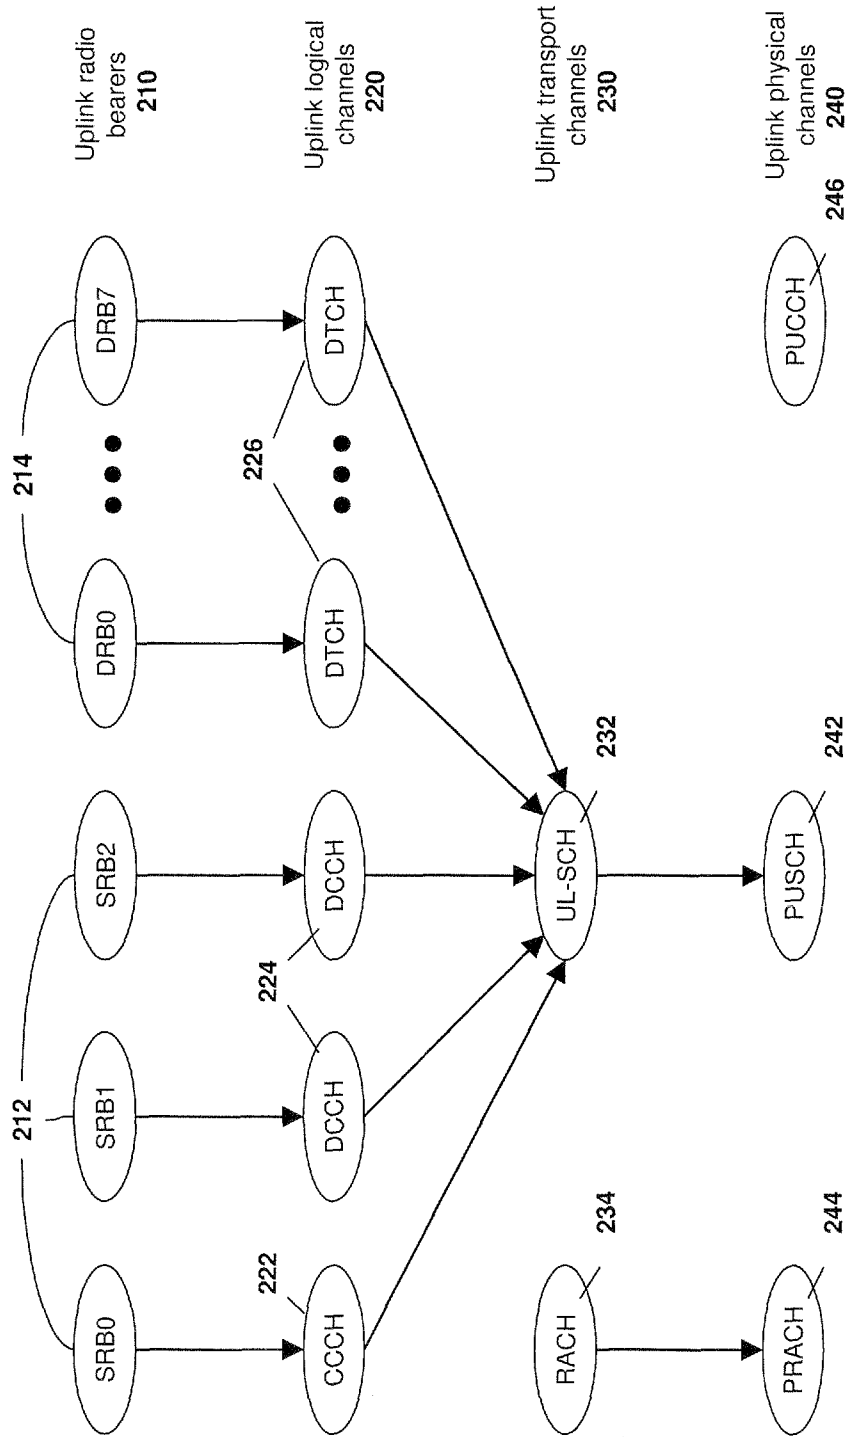 212
214
SRB0
SRB1
SRB2
DRB0
DRB7
Uplink radio
bearers
210
222
224
226
CCCH
DCCH
DCCH
DTCH
DTCH
Uplink logical
channels
220
RACH
234
UL-SCH
232
Uplink transport
channels
230
PRACH
244
PUSCH
242
PUCCH
246
Uplink physical
channels
240